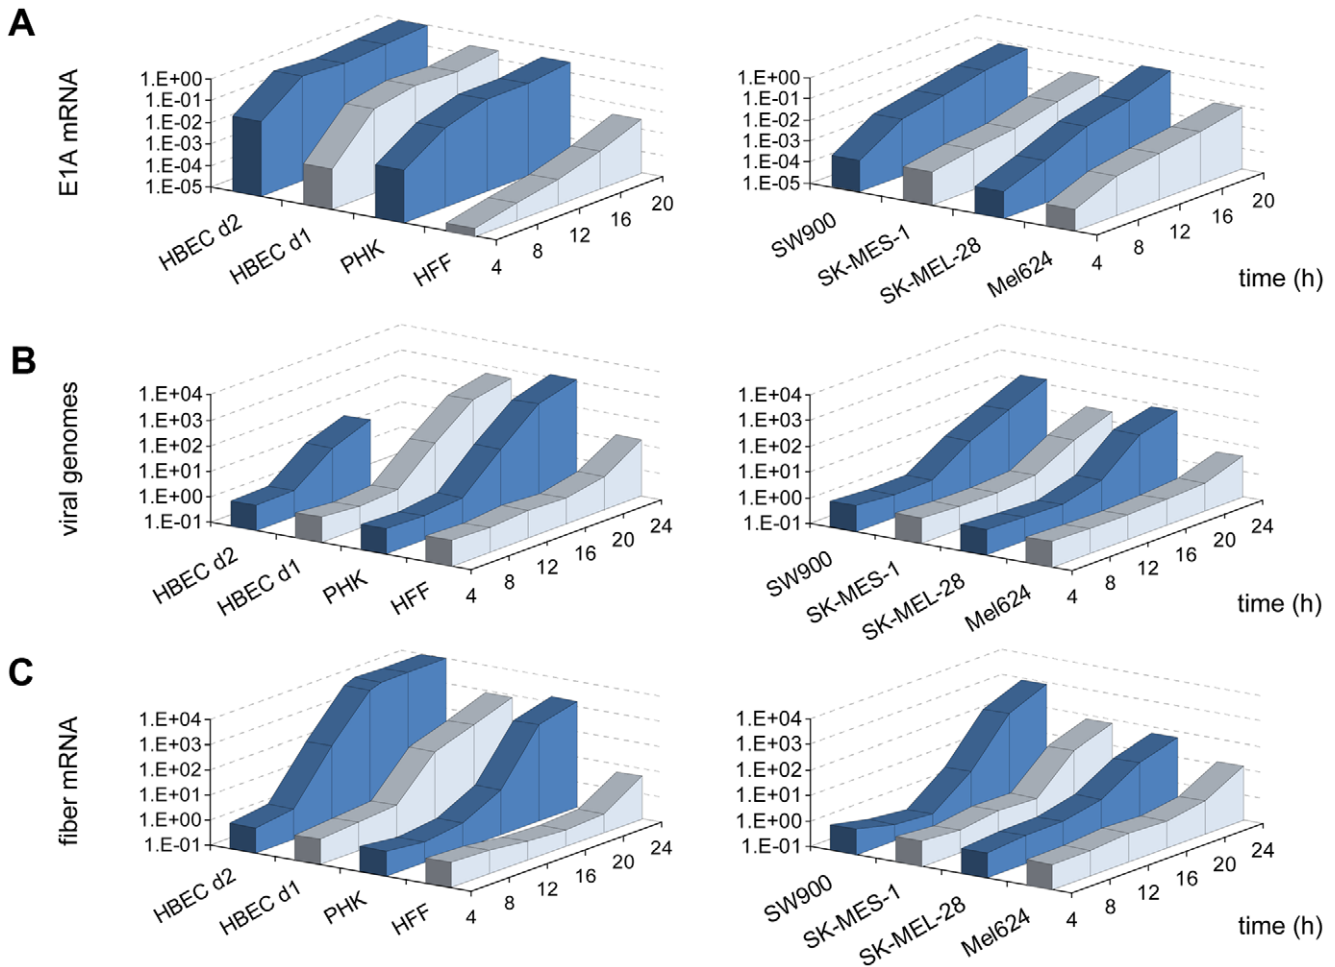 A
E1A mRNA
1.E+00
1.E-01
1.E-02
1.E-03
1.E-04
1.E-05
HBEC d2
HBEC d1
PHK
HFF
4
8
12
16
20
1.E+00
1.E-01
1.E-02
1.E-03
1.E-04
1.E-05
SW900
SK-MES-1
SK-MEL-28
Mel624
4
8
12
16
20
time (h)
B
viral genomes
1.E+04
1.E+03
1.E+02
1.E+01
1.E+00
1.E-01
HBEC d2
HBEC d1
PHK
HFF
4
8
12
16
20
24
1.E+04
1.E+03
1.E+02
1.E+01
1.E+00
1.E-01
SW900
SK-MES-1
SK-MEL-28
Mel624
4
8
12
16
20
24
time (h)
C
fiber mRNA
1.E+04
1.E+03
1.E+02
1.E+01
1.E+00
1.E-01
HBEC d2
HBEC d1
PHK
HFF
4
8
12
16
20
24
1.E+04
1.E+03
1.E+02
1.E+01
1.E+00
1.E-01
SW900
SK-MES-1
SK-MEL-28
Mel624
4
8
12
16
20
24
time (h)